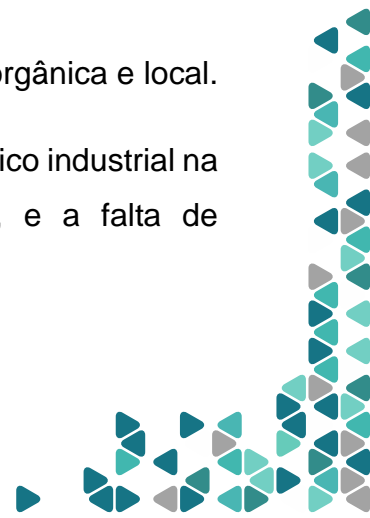 orgânica e local.
ico industrial na
e a falta de